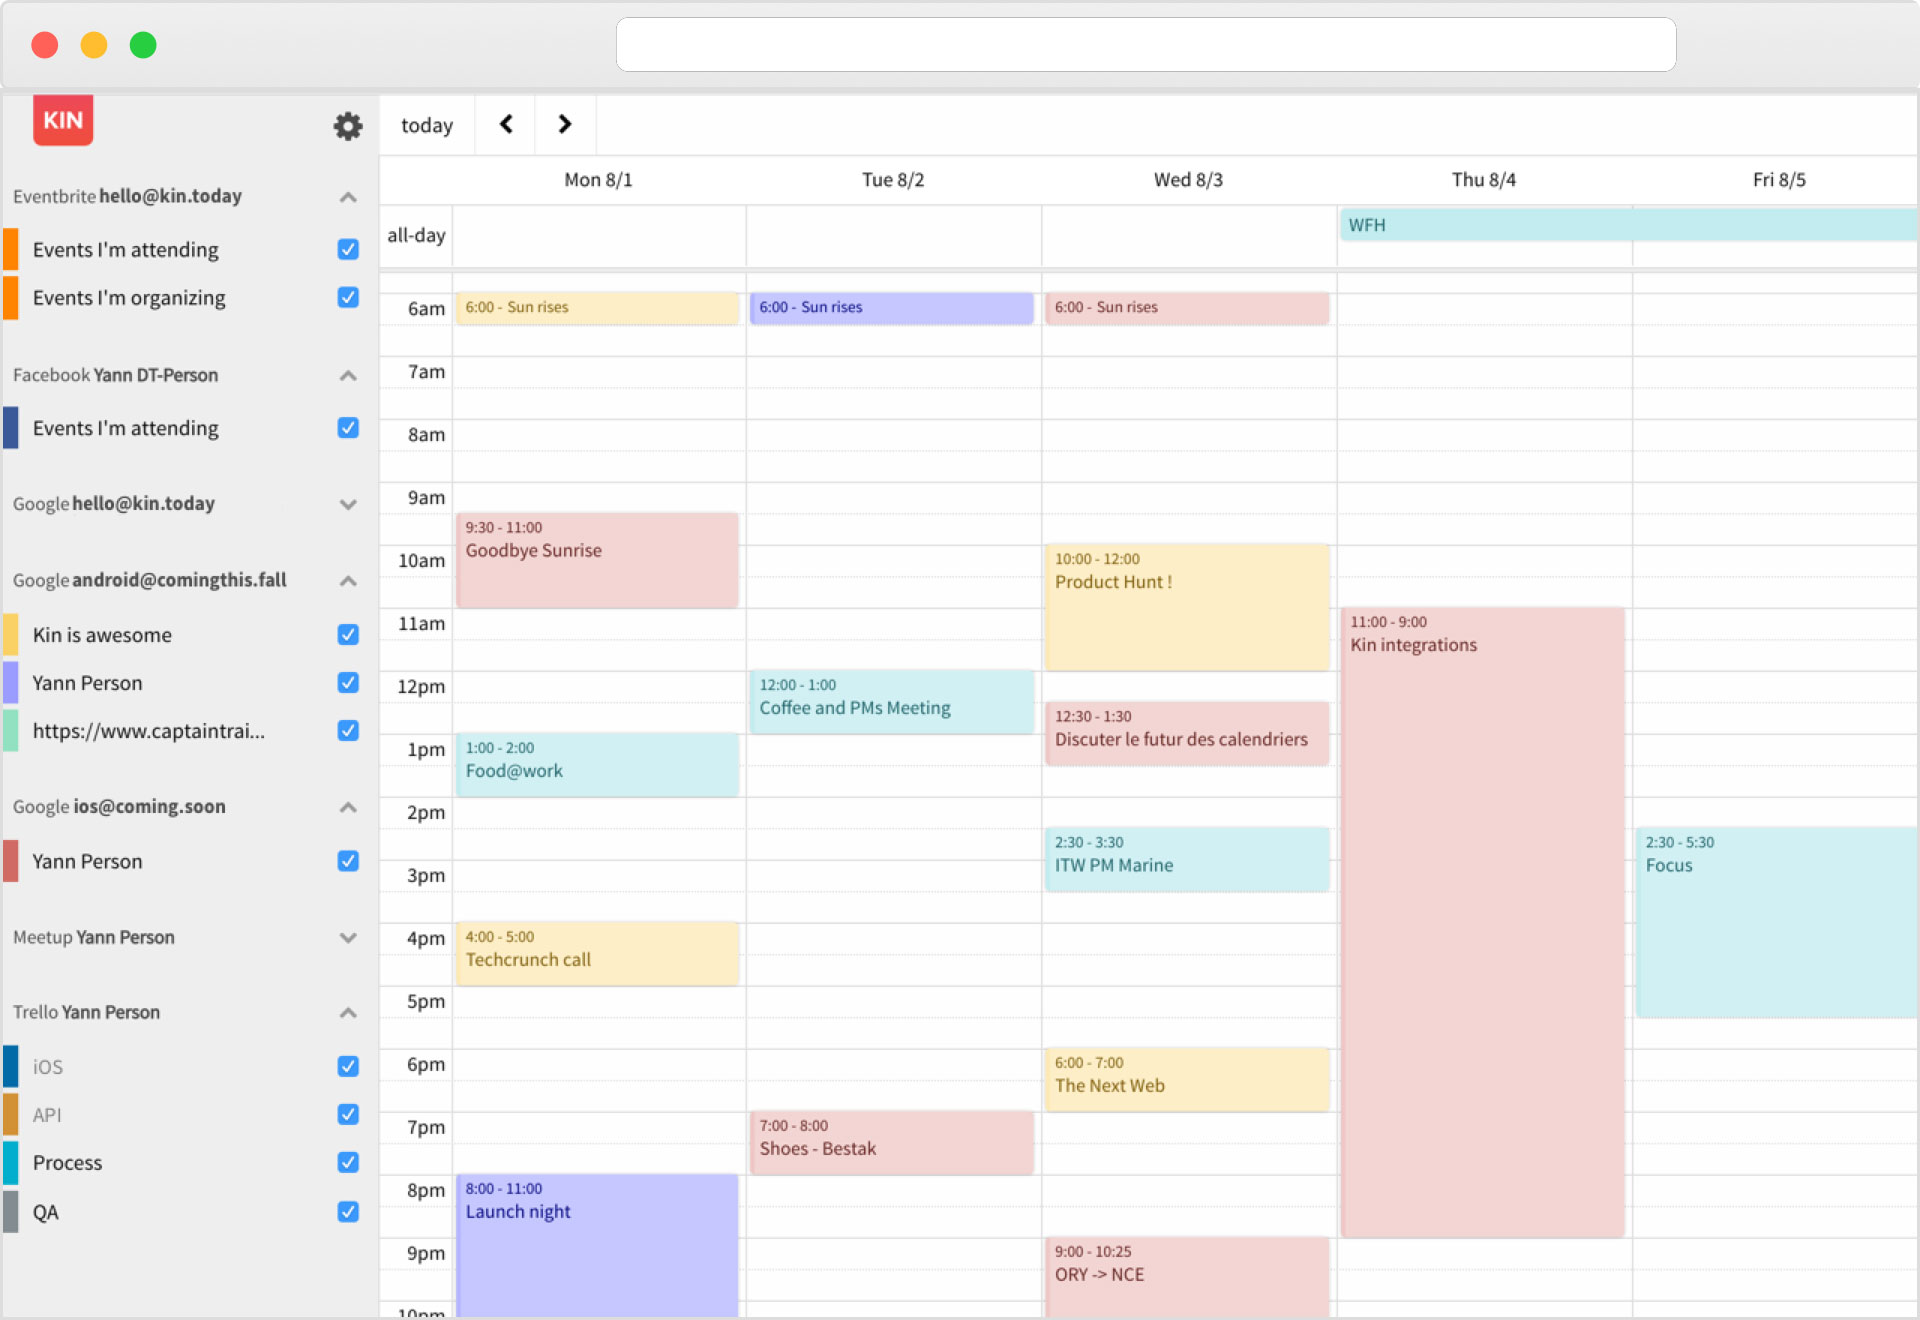 KIN
today
Eventbrite hello@kin.today
Events I'm attending
Events I'm organizing
Facebook Yann DT-Person
Events I'm attending
Google hello@kin.today
Google android@comingthis.fall
Kin is awesome
Yann Person
https://www.captaintrai...
Google ios@coming.soon
Yann Person
Meetup Yann Person
Trello Yann Person
iOS
API
Process
QA
Mon 8/1
Tue 8/2
Wed 8/3
Thu 8/4
Fri 8/5
all-day
WFH
6am
7am
8am
9am
10am
11am
12pm
1pm
2pm
3pm
4pm
5pm
6pm
7pm
8pm
9pm
10pm
6:00 - Sun rises
9:30 - 11:00
Goodbye Sunrise
1:00 - 2:00
Food@work
4:00 - 5:00
Techcrunch call
8:00 - 11:00
Launch night
6:00 - Sun rises
12:00 - 1:00
Coffee and PMs Meeting
7:00 - 8:00
Shoes - Bestak
6:00 - Sun rises
10:00 - 12:00
Product Hunt !
12:30 - 1:30
Discuter le futur des calendriers
2:30 - 3:30
ITW PM Marine
6:00 - 7:00
The Next Web
9:00 - 10:25
ORY -> NCE
11:00 - 9:00
Kin integrations
2:30 - 5:30
Focus